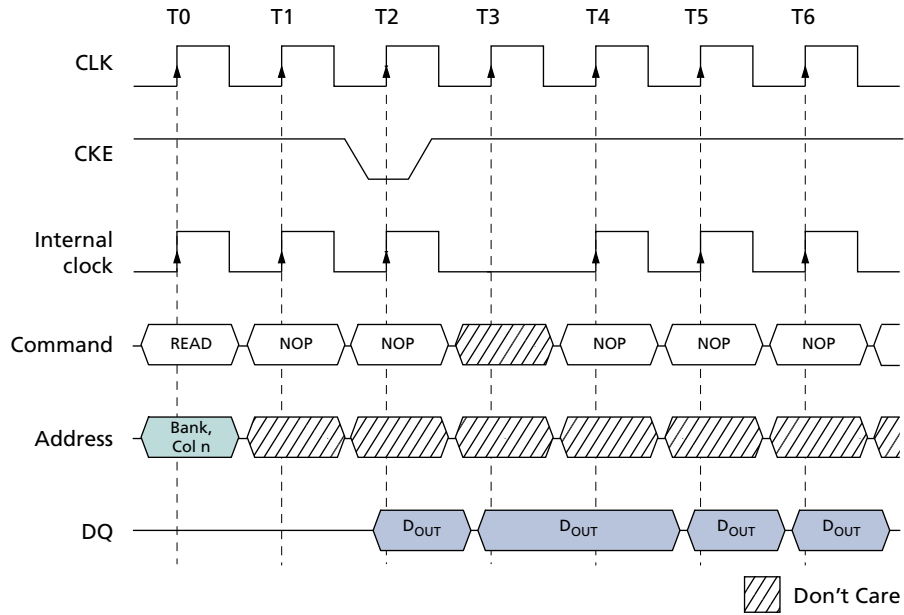 T0 T1 T2 T3 T4 T5 T6
CLK
CKE
Internal
clock
Command READ NOP NOP NOP NOP NOP
Address Bank,
Col n
DQ DOUT DOUT DOUT DOUT
Don't Care